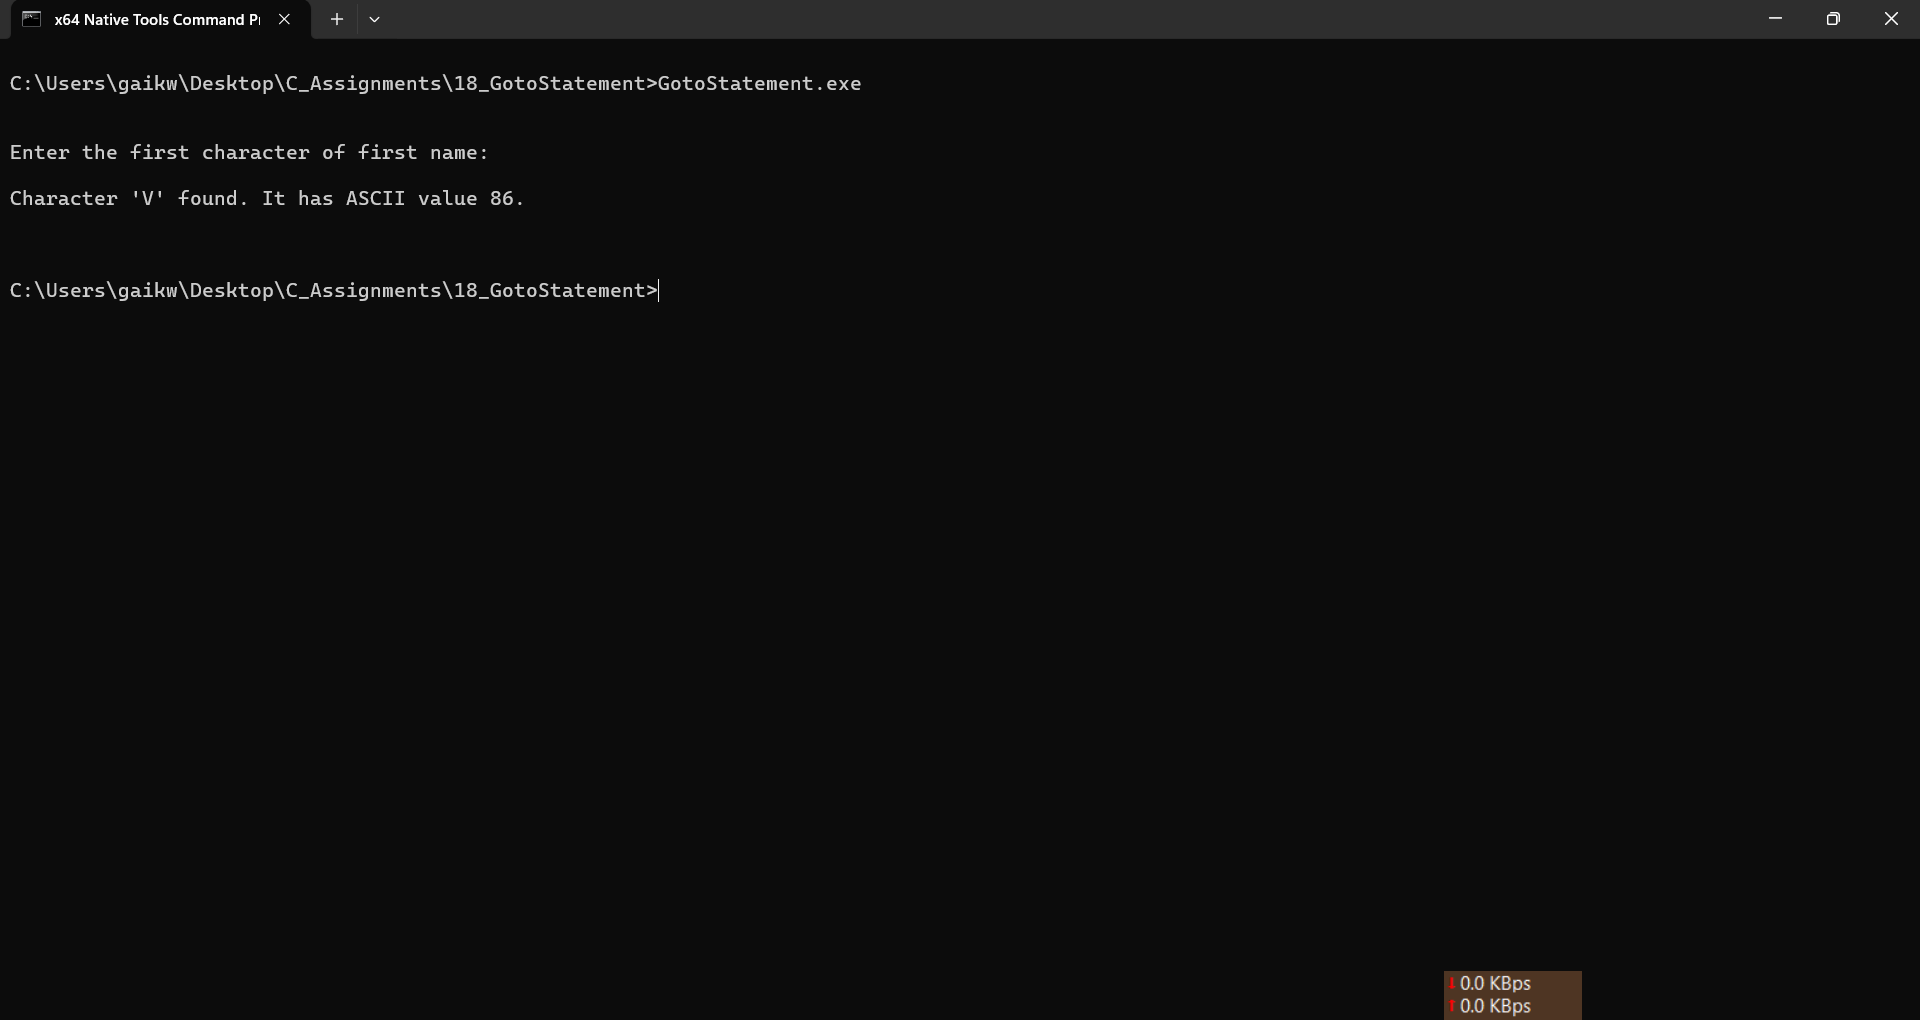 x64 Native Tools Command P
C:\Users\gaikw\Desktop\C_Assignments\18_GotoStatement>GotoStatement.exe
Enter the first character of first name:
Character 'V' found. It has ASCII value 86.
C:\Users\gaikw\Desktop\C_Assignments\18_GotoStatement>
0.0 KBps
0.0 KBps